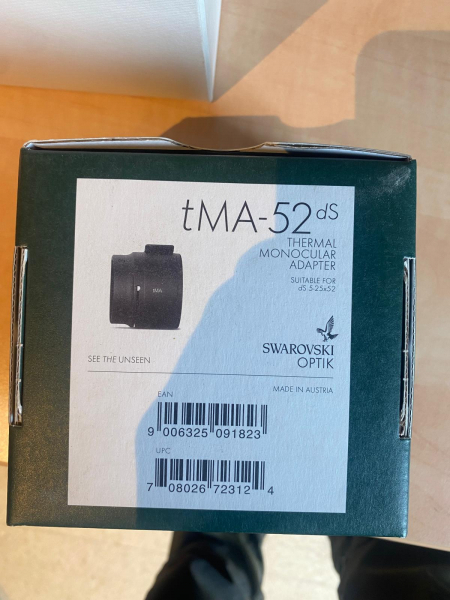 tMA-52 dS
THERMAL
MONOCULAR
ADAPTER
SUITABLE FOR
dS 5-25x52
tMA
SWAROVSKI
OPTIK
SEE THE UNSEEN
MADE IN AUSTRIA
EAN
9 006325 091823
UPC
7 08026 72312 4